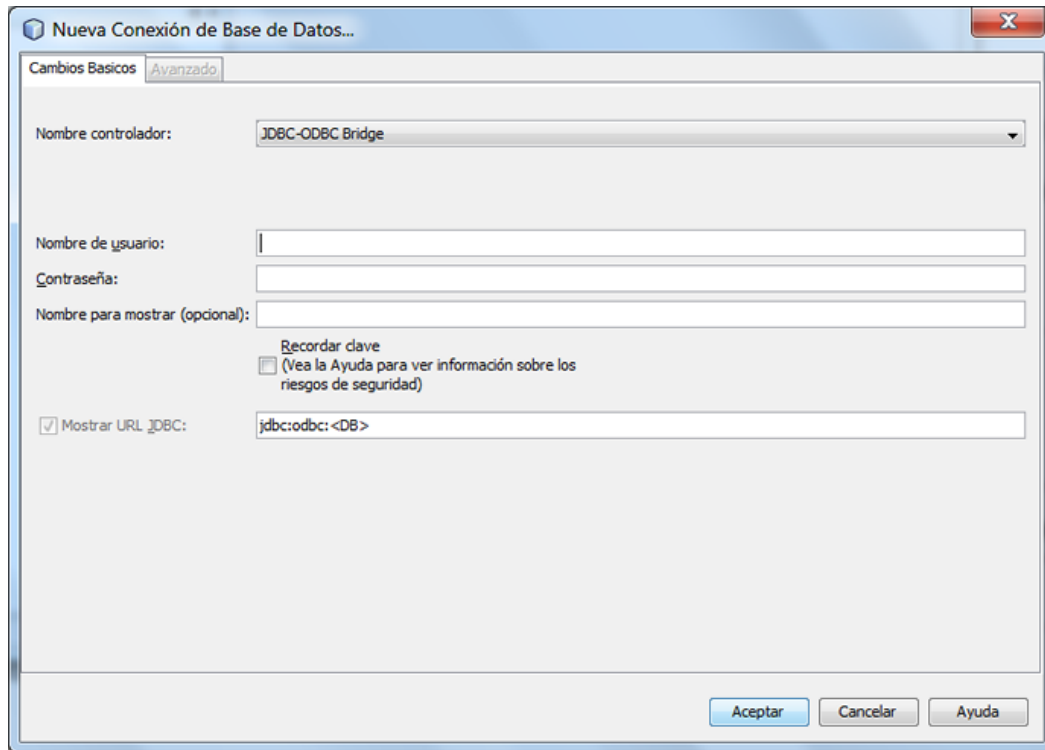 Nueva Conexión de Base de Datos...
Cambios Basicos Avanzado
Nombre controlador: JDBC-ODBC Bridge
Nombre de usuario:
Contraseña:
Nombre para mostrar (opcional):
Recordar clave
(Vea la Ayuda para ver información sobre los
riesgos de seguridad)
Mostrar URL JDBC: jdbc:odbc:<DB>
Aceptar Cancelar Ayuda